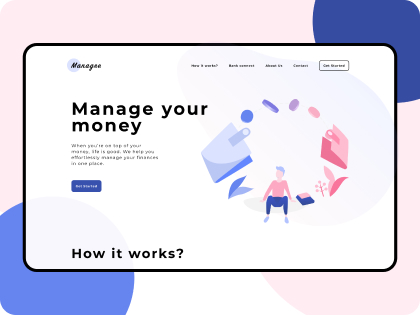 Managee
How it works?
Bank connect
About Us
Contact
Get Started
Manage your
money
When you're on top of your
money, life is good. We help you
effortlessly manage your finances
in one place.
Get Started
How it works?